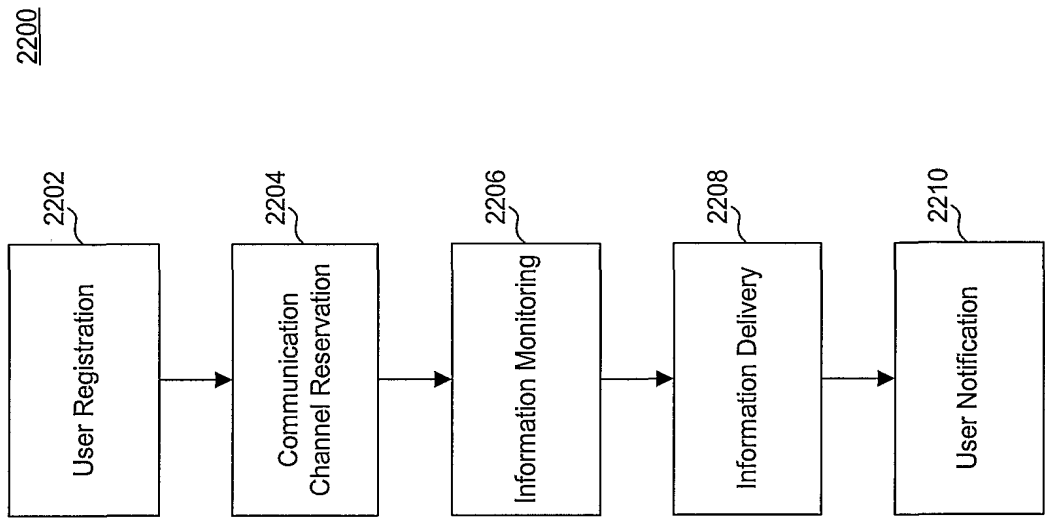 2200
2202
User Registration
2204
Communication
Channel Reservation
2206
Information Monitoring
2208
Information Delivery
2210
User Notification